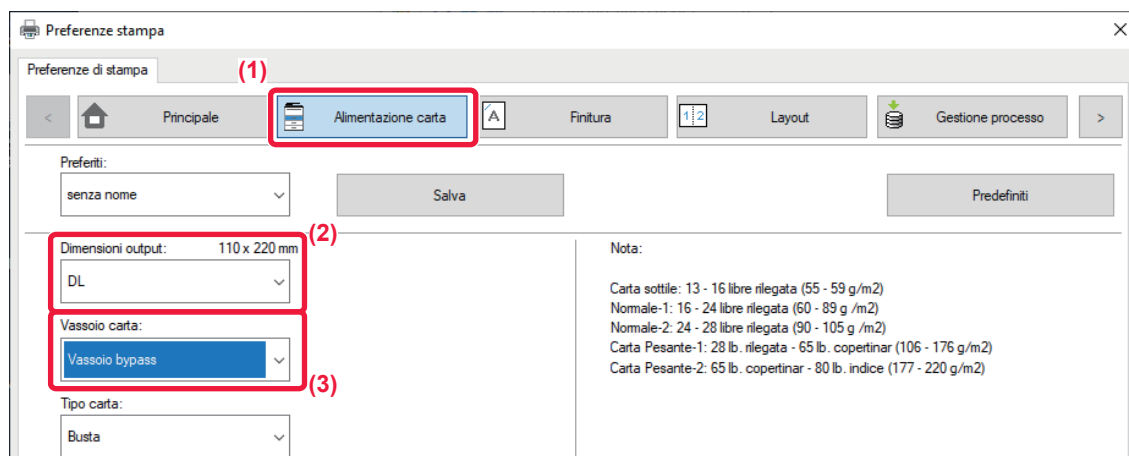 Preferenze stampa
Preferenze di stampa
(1)
< Principale Alimentazione carta A Finitura 1 2 Layout Gestione processo >
Preferiti:
senza nome Salva Predefiniti
(2)
Dimensioni output: 110 x 220 mm
DL
Vassoio carta:
Vassoio bypass
(3)
Tipo carta:
Busta
Nota:
Carta sottile: 13 - 16 libre rilegata (55 - 59 g/m2)
Normale-1: 16 - 24 libre rilegata (60 - 89 g /m2)
Normale-2: 24 - 28 libre rilegata (90 - 105 g /m2)
Carta Pesante-1: 28 lb. rilegata - 65 lb. copertinar (106 - 176 g/m2)
Carta Pesante-2: 65 lb. copertinar - 80 lb. indice (177 - 220 g/m2)